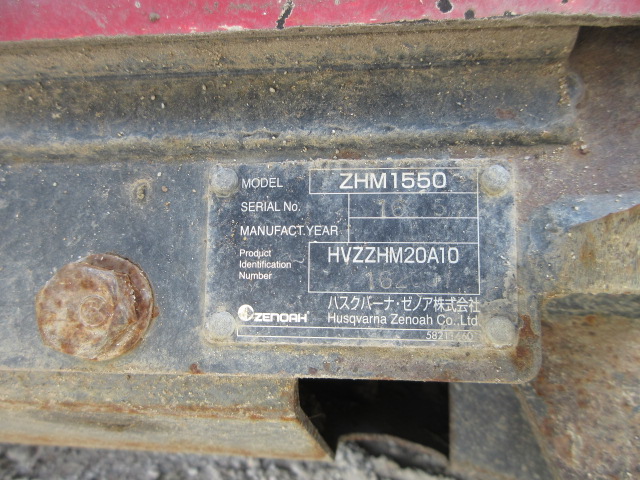 MODEL ZHM1550
SERIAL No.
MANUFACT.YEAR
Product Identification Number HVZZHM20A10
ZENOAH ハスクバーナ・ゼノア株式会社
Husqvarna Zenoah Co.,Ltd.